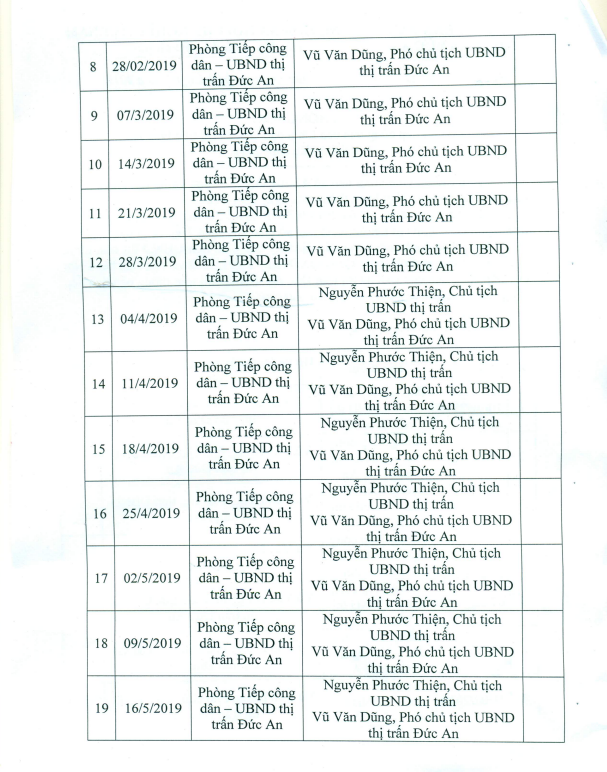 8
28/02/2019
Phòng Tiếp công
dân – UBND thị
trấn Đức An
Vũ Văn Dũng, Phó chủ tịch UBND
thị trấn Đức An
9
07/3/2019
Phòng Tiếp công
dân – UBND thị
trấn Đức An
Vũ Văn Dũng, Phó chủ tịch UBND
thị trấn Đức An
10
14/3/2019
Phòng Tiếp công
dân – UBND thị
trấn Đức An
Vũ Văn Dũng, Phó chủ tịch UBND
thị trấn Đức An
11
21/3/2019
Phòng Tiếp công
dân – UBND thị
trấn Đức An
Vũ Văn Dũng, Phó chủ tịch UBND
thị trấn Đức An
12
28/3/2019
Phòng Tiếp công
dân – UBND thị
trấn Đức An
Vũ Văn Dũng, Phó chủ tịch UBND
thị trấn Đức An
13
04/4/2019
Phòng Tiếp công
dân – UBND thị
trấn Đức An
Nguyễn Phước Thiện, Chủ tịch
UBND thị trấn
Vũ Văn Dũng, Phó chủ tịch UBND
thị trấn Đức An
14
11/4/2019
Phòng Tiếp công
dân – UBND thị
trấn Đức An
Nguyễn Phước Thiện, Chủ tịch
UBND thị trấn
Vũ Văn Dũng, Phó chủ tịch UBND
thị trấn Đức An
15
18/4/2019
Phòng Tiếp công
dân – UBND thị
trấn Đức An
Nguyễn Phước Thiện, Chủ tịch
UBND thị trấn
Vũ Văn Dũng, Phó chủ tịch UBND
thị trấn Đức An
16
25/4/2019
Phòng Tiếp công
dân – UBND thị
trấn Đức An
Nguyễn Phước Thiện, Chủ tịch
UBND thị trấn
Vũ Văn Dũng, Phó chủ tịch UBND
thị trấn Đức An
17
02/5/2019
Phòng Tiếp công
dân – UBND thị
trấn Đức An
Nguyễn Phước Thiện, Chủ tịch
UBND thị trấn
Vũ Văn Dũng, Phó chủ tịch UBND
thị trấn Đức An
18
09/5/2019
Phòng Tiếp công
dân – UBND thị
trấn Đức An
Nguyễn Phước Thiện, Chủ tịch
UBND thị trấn
Vũ Văn Dũng, Phó chủ tịch UBND
thị trấn Đức An
19
16/5/2019
Phòng Tiếp công
dân – UBND thị
trấn Đức An
Nguyễn Phước Thiện, Chủ tịch
UBND thị trấn
Vũ Văn Dũng, Phó chủ tịch UBND
thị trấn Đức An